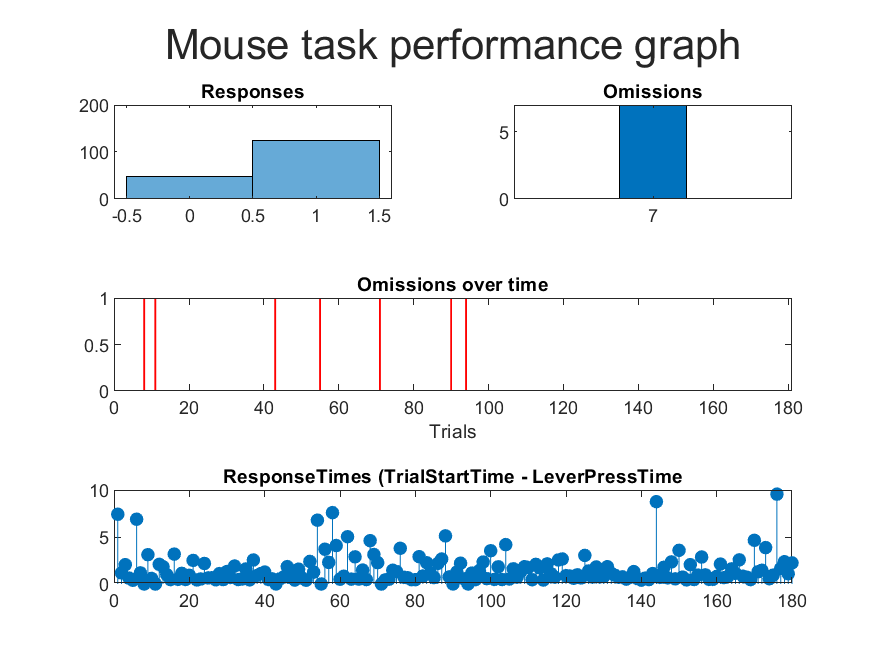 Mouse task performance graph
Responses
200
100
0
-0.5 0 0.5 1 1.5
Omissions
5
0
7
Omissions over time
1
0.5
0
0 20 40 60 80 100 120 140 160 180
Trials
ResponseTimes (TrialStartTime - LeverPressTime
10
5
0
0 20 40 60 80 100 120 140 160 180